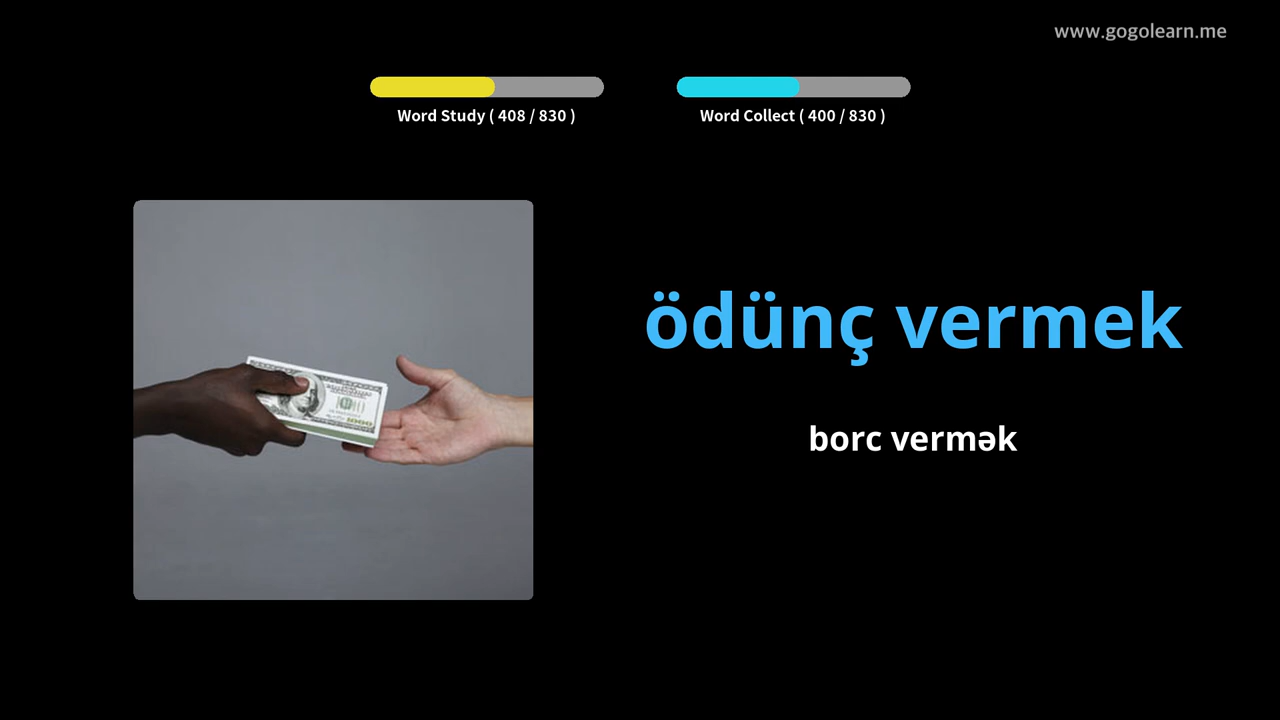 www.gogolearn.me
Word Study ( 408 / 830 )
Word Collect ( 400 / 830 )
ödünç vermek
borc vermək